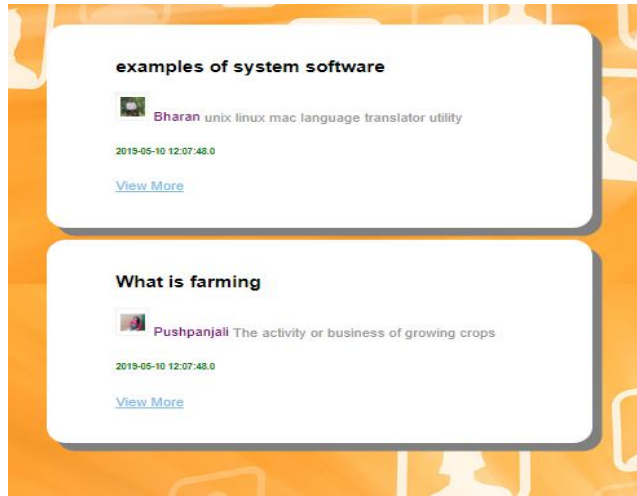 examples of system software
Bharan unix linux mac language translator utility
2019-05-10 12:07:48.0
View More
What is farming
Pushpanjali The activity or business of growing crops
2019-05-10 12:07:48.0
View More